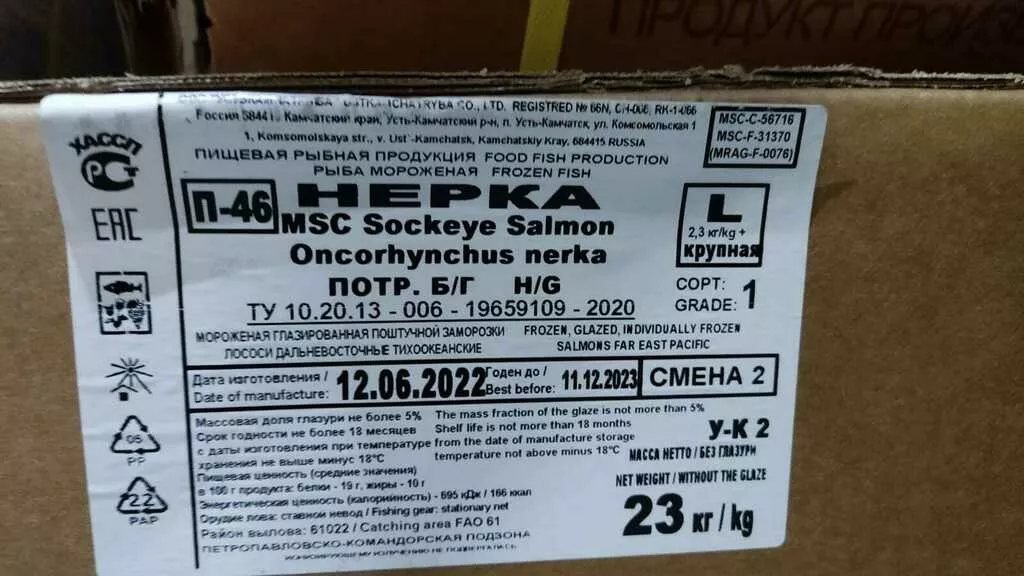 ПРОДУКТ
USTKAMCHATRYBA CO., LTD. REGISTRED № 66N, CH-006, RK-1-066
Камчатский край, Усть-Камчатский р-н, п. Усть-Камчатск, ул. Комсомольская 1
1, Komsomolskaya str., v. Ust'-Kamchatsk, Kamchatskiy Kray, 684415 RUSSIA
MSC-C-56716
MSC-F-31370
(MRAG-F-0076)
ПИЩЕВАЯ РЫБНАЯ ПРОДУКЦИЯ FOOD FISH PRODUCTION
РЫБА МОРОЖЕНАЯ FROZEN FISH
ХАССП
РСТ
EAC
П-46
НЕРКА
MSC Sockeye Salmon
Oncorhynchus nerka
L
2,3 кг/kg +
крупная
ПОТР. Б/Г H/G
СОРТ: 1
GRADE:
ТУ 10.20.13 - 006 - 19659109 - 2020
МОРОЖЕНАЯ ГЛАЗИРОВАННАЯ ПОШТУЧНОЙ ЗАМОРОЗКИ FROZEN, GLAZED, INDIVIDUALLY FROZEN
ЛОСОСИ ДАЛЬНЕВОСТОЧНЫЕ ТИХООКЕАНСКИЕ SALMONS FAR EAST PACIFIC
Дата изготовления / 12.06.2022 Годен до / 11.12.2023 СМЕНА 2
Date of manufacture: Best before:
Массовая доля глазури не более 5% The mass fraction of the glaze is not more than 5%
Срок годности не более 18 месяцев Shelf life is not more than 18 months
с даты изготовления при температуре from the date of manufacture storage
хранения не выше минус 18°C temperature not above minus 18°C
Пищевая ценность (средние значения)
в 100 г продукта: белки - 19 г, жиры - 10 г
Энергетическая ценность (калорийность) - 695 кДж / 166 ккал
Орудие лова: ставной невод / Fishing gear: stationary net
Район вылова: 61022 / Catching area FAO 61
ПЕТРОПАВЛОВСКО-КОМАНДОРСКАЯ ПОДЗОНА
ИОНИЗИРУЮЩЕМУ ИЗЛУЧЕНИЮ НЕ ПОДВЕРГАЛАСЬ
У-К 2
МАССА НЕТТО / БЕЗ ГЛАЗУРИ
NET WEIGHT / WITHOUT THE GLAZE
23 кг / kg
05
PP
22
PAP